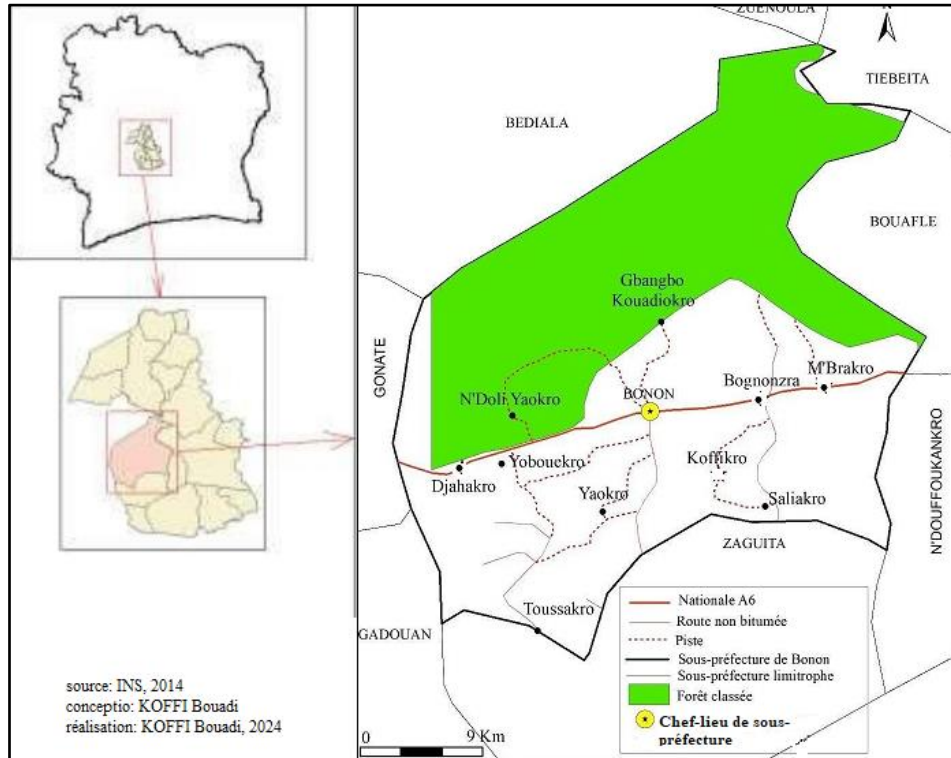 ZUENOULA
N
TIEBEITA
BEDIALA
BOUAFLE
Gbangbo
Kouadiokro
GONATE
M'Brakro
N'Doli Yaokro
BONON
Bognonzra
Koffikro
Yobouekro
Djahakro
Yaokro
Saliakro
N'DOUFFOUKANKRO
ZAGUITA
Toussakro
GADOUAN
Nationale A6
Route non bitumée
Piste
Sous-préfecture de Bonon
Sous-préfecture limitrophe
Forêt classée
Chef-lieu de sous-
préfecture
source: INS, 2014
conceptio: KOFFI Bouadi
réalisation: KOFFI Bouadi, 2024
0 9 Km